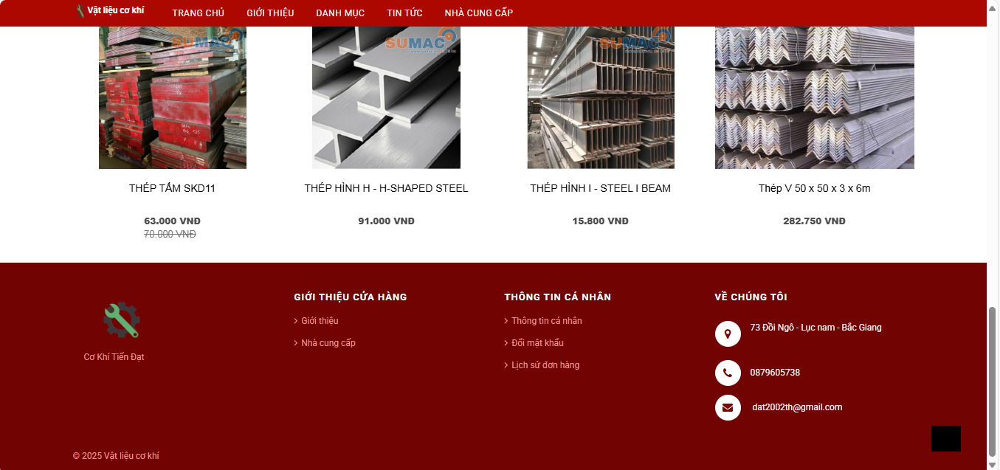 Vật liệu cơ khí
TRANG CHỦ
GIỚI THIỆU
DANH MỤC
TIN TỨC
NHÀ CUNG CẤP
SUMAC
SUMAC
SUMAC
THÉP TẤM SKD11
THÉP HÌNH H - H-SHAPED STEEL
THÉP HÌNH I - STEEL I BEAM
Thép V 50 x 50 x 3 x 6m
63.000 VNĐ
91.000 VNĐ
15.800 VNĐ
282.750 VNĐ
70.000 VNĐ
Cơ Khí Tiến Đạt
GIỚI THIỆU CỬA HÀNG
Giới thiệu
Nhà cung cấp
THÔNG TIN CÁ NHÂN
Thông tin cá nhân
Đổi mật khẩu
Lịch sử đơn hàng
VỀ CHÚNG TÔI
73 Đồi Ngô - Lục nam - Bắc Giang
0879605738
dat2002th@gmail.com
© 2025 Vật liệu cơ khí